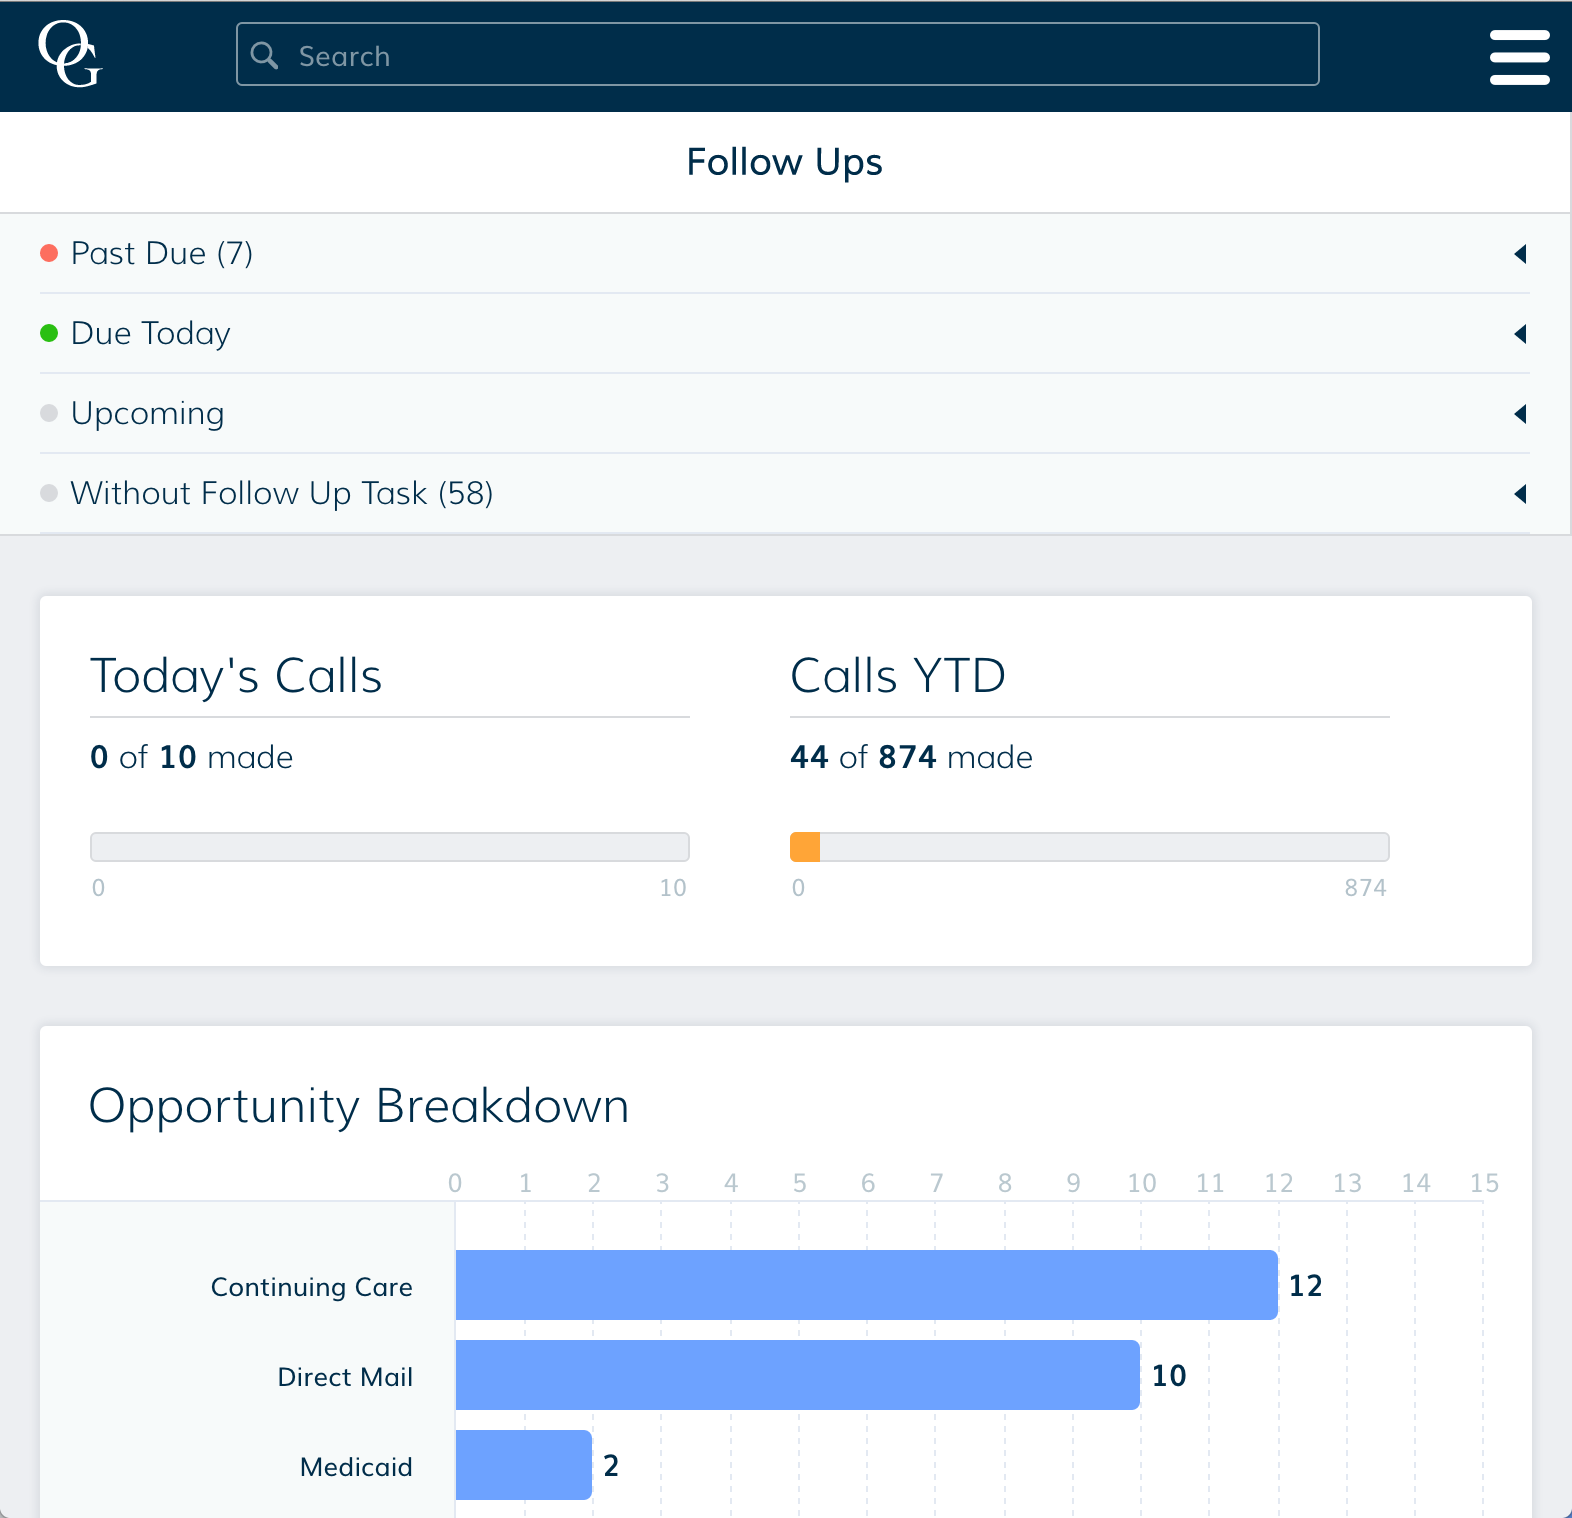 OG
Search
Follow Ups
Past Due (7)
Due Today
Upcoming
Without Follow Up Task (58)
Today's Calls
0 of 10 made
0 10
Calls YTD
44 of 874 made
0 874
Opportunity Breakdown
0 1 2 3 4 5 6 7 8 9 10 11 12 13 14 15
Continuing Care 12
Direct Mail 10
Medicaid 2